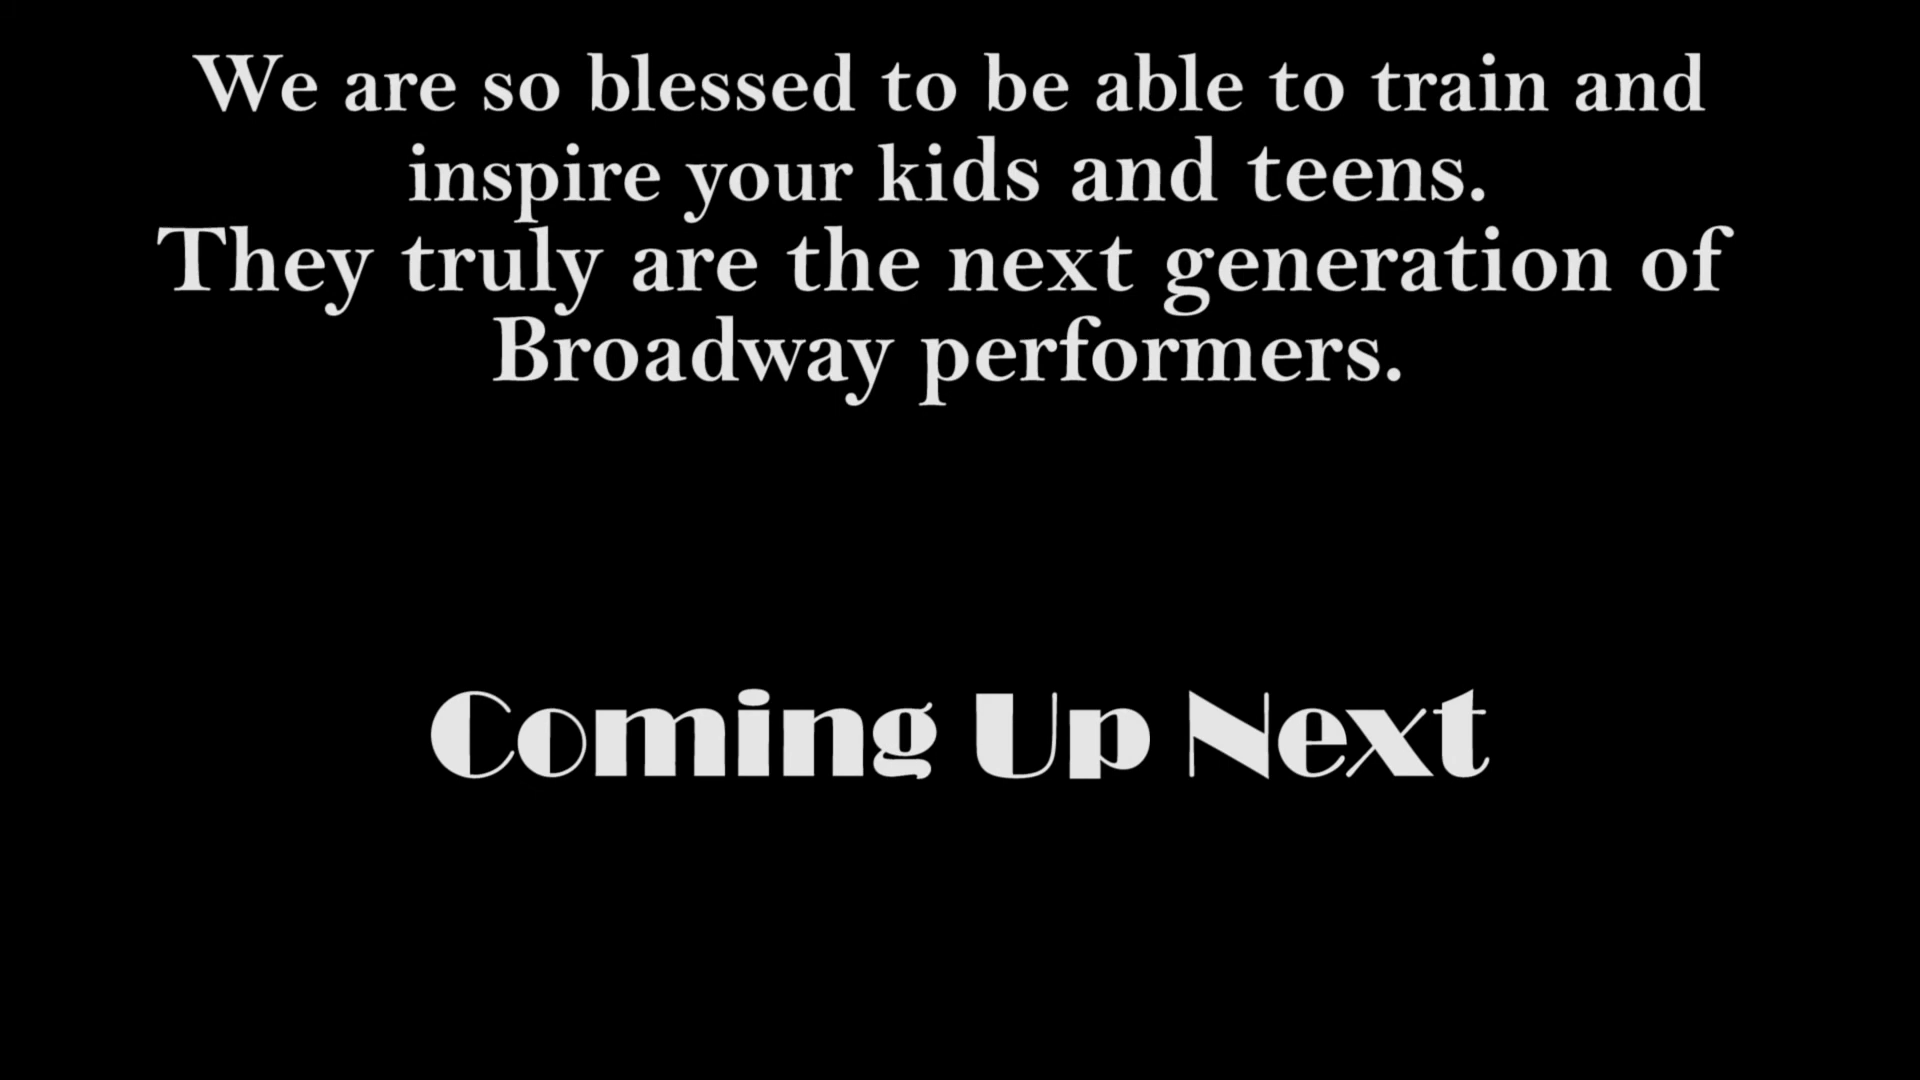 We are so blessed to be able to train and
inspire your kids and teens.
They truly are the next generation of
Broadway performers.
Coming Up Next